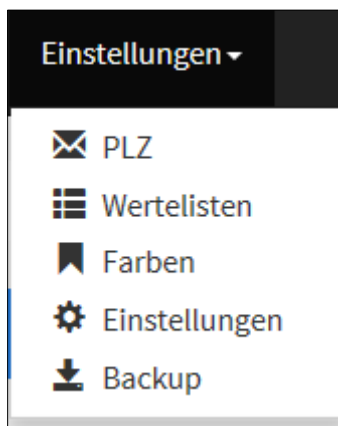 Einstellungen
PLZ
Wertelisten
Farben
Einstellungen
Backup